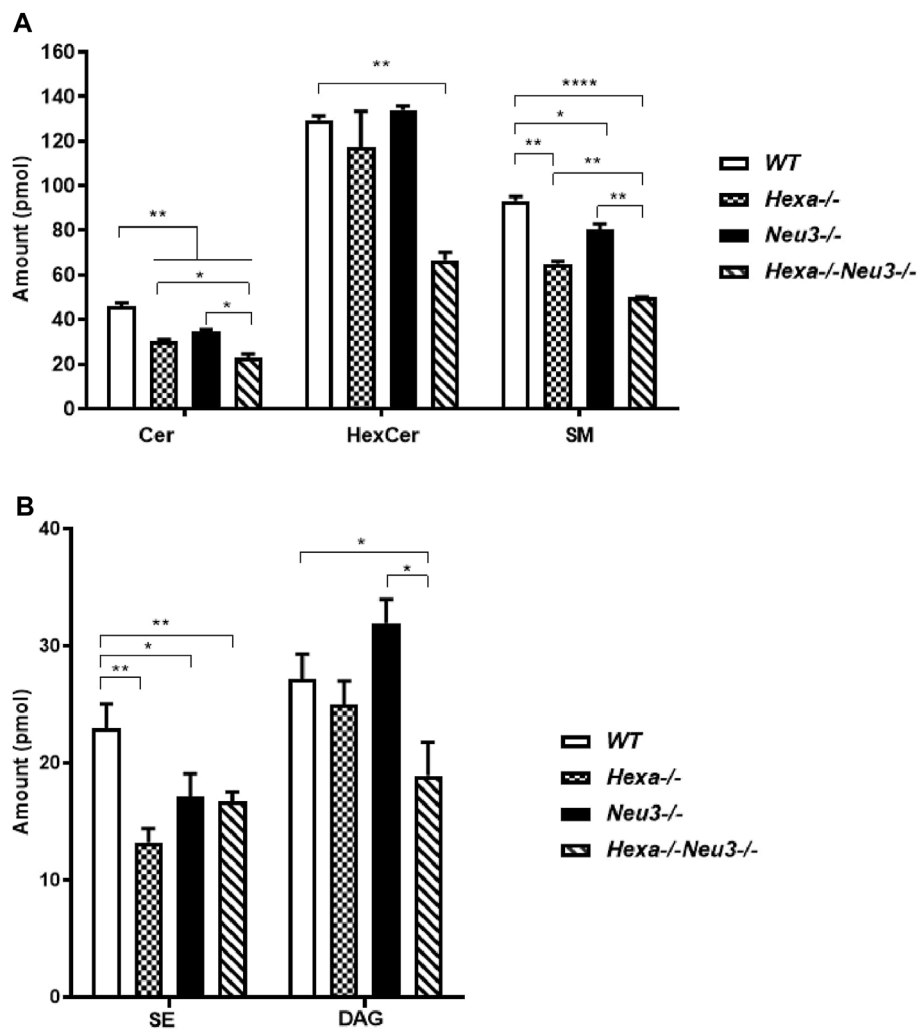 A
160
140
120
100
80
60
40
20
0
Amount (pmol)
**
*
*
**
****
*
**
**
**
Cer HexCer SM
WT
Hexa-/-
Neu3-/-
Hexa-/-Neu3-/-
B
40
30
20
10
0
Amount (pmol)
**
*
**
*
*
SE DAG
WT
Hexa-/-
Neu3-/-
Hexa-/-Neu3-/-